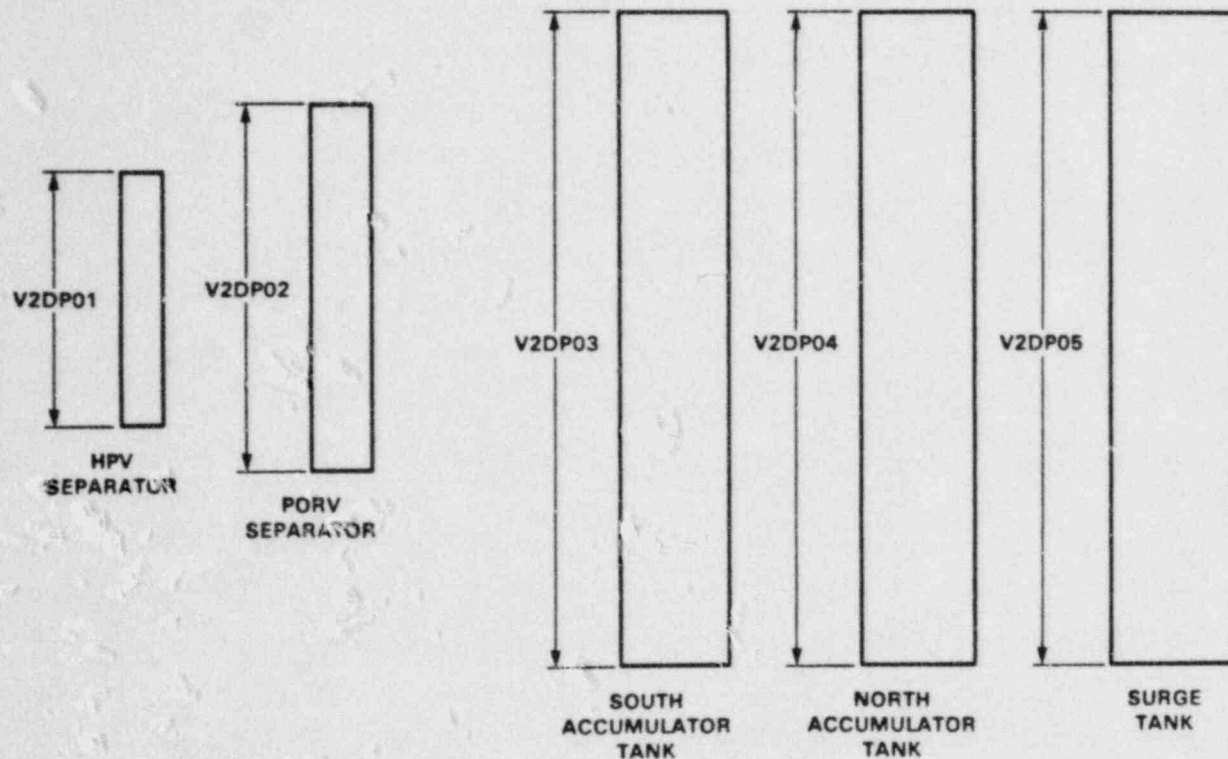 V2DP01
HPV
SEPARATOR
V2DP02
PORV
SEPARATOR
V2DP03
SOUTH
ACCUMULATOR
TANK
V2DP04
NORTH
ACCUMULATOR
TANK
V2DP05
SURGE
TANK